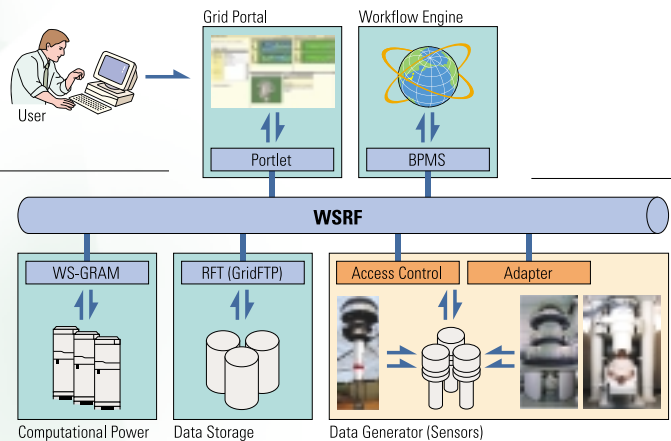 Grid Portal
Workflow Engine
User
Portlet
BPMS
WSRF
WS-GRAM
RFT (GridFTP)
Access Control
Adapter
Computational Power
Data Storage
Data Generator (Sensors)